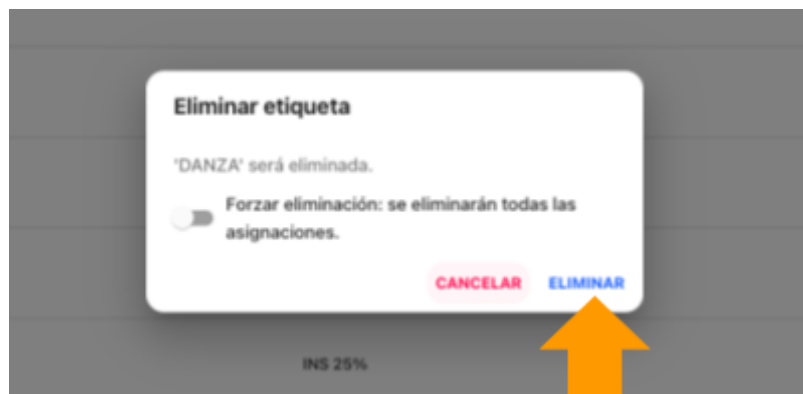 Eliminar etiqueta
'DANZA' será eliminada.
Forzar eliminación: se eliminarán todas las
asignaciones.
CANCELAR ELIMINAR
INS 25%